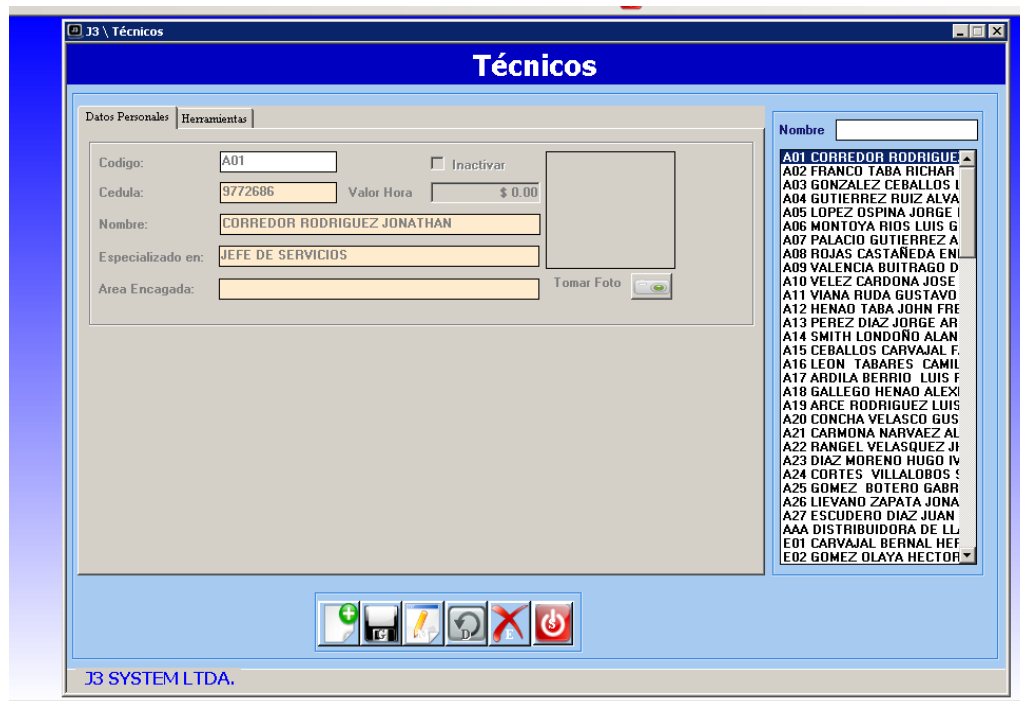 J3 \ Técnicos
Técnicos
Datos Personales
Herramientas
Codigo: A01
Inactivar
Cedula: 9772686
Valor Hora $ 0.00
Nombre: CORREDOR RODRIGUEZ JONATHAN
Especializado en: JEFE DE SERVICIOS
Area Encagada:
Tomar Foto
Nombre
A01 CORREDOR RODRIGUEZ
A02 FRANCO TABA RICHAR
A03 GONZALEZ CEBALLOS L
A04 GUTIERREZ RUIZ ALVA
A05 LOPEZ OSPINA JORGE
A06 MONTOYA RIOS LUIS G
A07 PALACIO GUTIERREZ A
A08 ROJAS CASTAÑEDA EN
A09 VALENCIA BUITRAGO D
A10 VELEZ CARDONA JOSE
A11 VIANA RUDA GUSTAVO
A12 HENAO TABA JOHN FRE
A13 PEREZ DIAZ JORGE AR
A14 SMITH LONDOÑO ALAN
A15 CEBALLOS CARVAJAL F
A16 LEON TABARES CAMIL
A17 ARDILA BERRIO LUIS F
A18 GALLEGO HENAO ALEX
A19 ARCE RODRIGUEZ LUIS
A20 CONCHA VELASCO GUS
A21 CARMONA NARVAEZ AL
A22 RANGEL VELASQUEZ JH
A23 DIAZ MORENO HUGO IV
A24 CORTES VILLALOBOS S
A25 GOMEZ BOTERO GABR
A26 LIEVANO ZAPATA JONA
A27 ESCUDERO DIAZ JUAN
AAA DISTRIBUIDORA DE LL
E01 CARVAJAL BERNAL HER
E02 GOMEZ OLAYA HECTOR
G D E S
J3 SYSTEM LTDA.